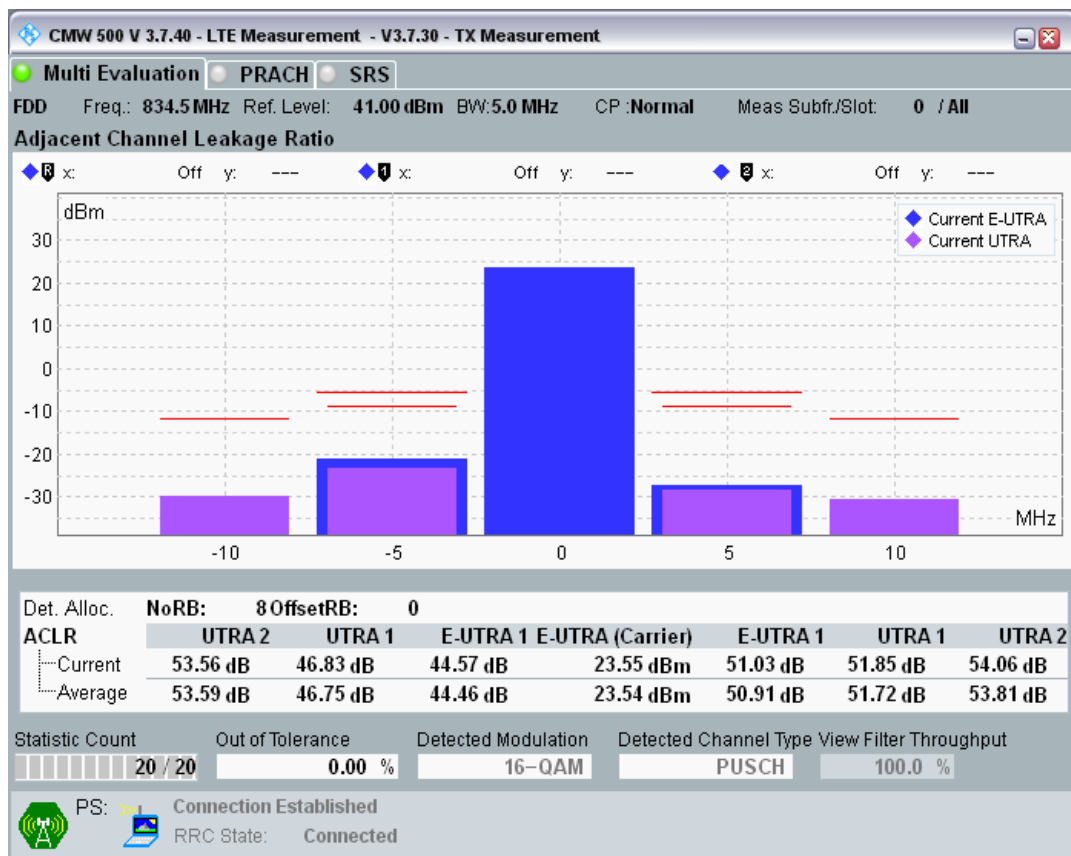 CMW 500 V 3.7.40 - LTE Measurement - V3.7.30 - TX Measurement
Multi Evaluation PRACH SRS
FDD Freq.: 834.5 MHz Ref. Level: 41.00 dBm BW:5.0 MHz CP :Normal Meas Subfr./Slot: 0 / All
Adjacent Channel Leakage Ratio
R x: Off y: --- 1 x: Off y: --- 2 x: Off y: ---
dBm
Current E-UTRA
Current UTRA
30
20
10
0
-10
-20
-30
MHz
-10 -5 0 5 10
Det. Alloc. NoRB: 8 OffsetRB: 0
ACLR UTRA 2 UTRA 1 E-UTRA 1 E-UTRA (Carrier) E-UTRA 1 UTRA 1 UTRA 2
Current 53.56 dB 46.83 dB 44.57 dB 23.55 dBm 51.03 dB 51.85 dB 54.06 dB
Average 53.59 dB 46.75 dB 44.46 dB 23.54 dBm 50.91 dB 51.72 dB 53.81 dB
Statistic Count Out of Tolerance Detected Modulation Detected Channel Type View Filter Throughput
20 / 20 0.00 % 16-QAM PUSCH 100.0 %
PS: Connection Established
RRC State: Connected